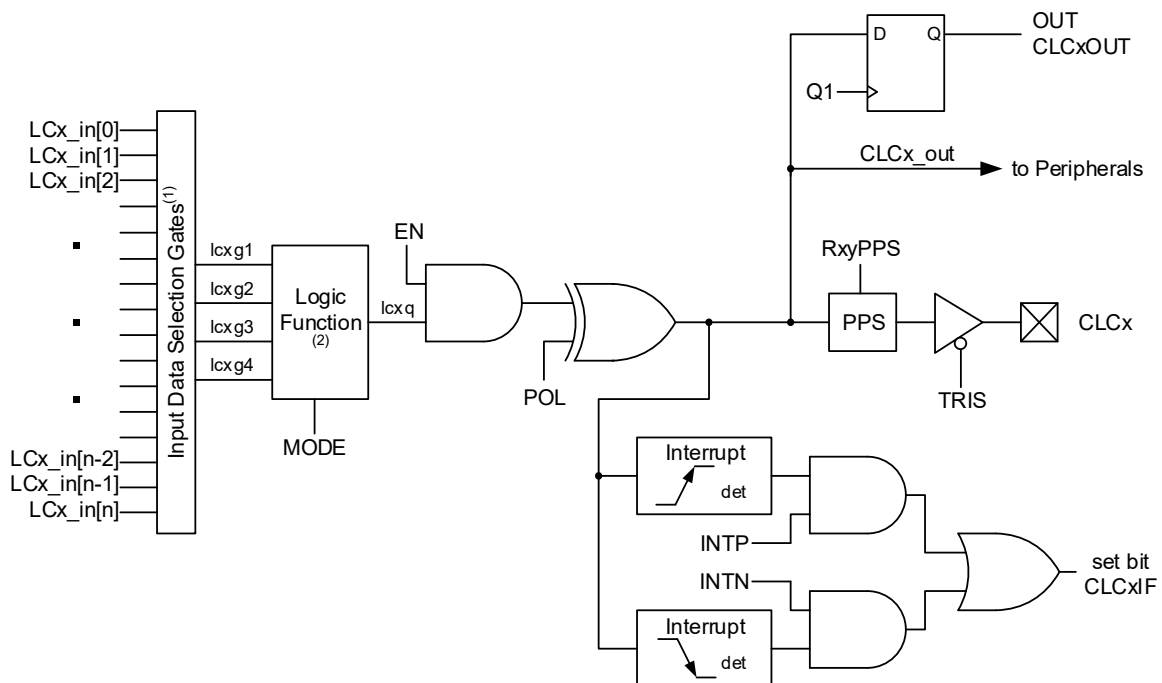 OUT
CLCxOUT
D
Q
Q1
LCx_in[0]
LCx_in[1]
LCx_in[2]
CLCx_out
to Peripherals
Input Data Selection Gates(1)
lcxg1
lcxg2
lcxg3
lcxg4
EN
RxyPPS
Logic
Function
(2)
lcxq
PPS
CLCx
POL
TRIS
MODE
LCx_in[n-2]
LCx_in[n-1]
LCx_in[n]
Interrupt
det
INTP
INTN
set bit
CLCxIF
Interrupt
det